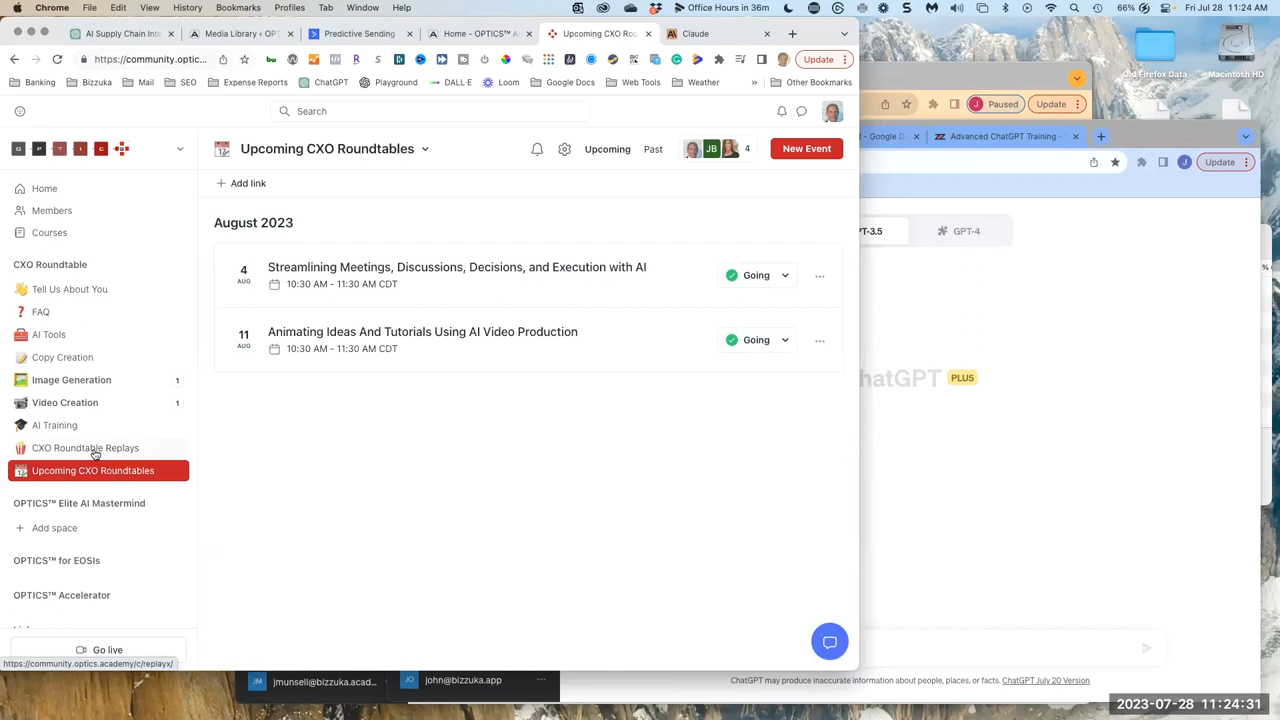 Chrome File Edit View History Bookmarks Profiles Tab Window Help Office Hours in 36m 66% Fri Jul 28 11:24 AM
AI Supply Chain Ins Media Library ‹ OP Predictive Sending Home - OPTICS™ A Upcoming CXO Rou Claude
community.optic... Update
Banking Bizzuka Mail SEO Expense Reports ChatGPT Playground DALL-E Loom Google Docs Web Tools Weather » Other Bookmarks
Old Firefox Data Macintosh HD
Paused Update
- Google D Advanced ChatGPT Training -
Update
Search
OPTICS
Upcoming CXO Roundtables Upcoming Past JB 4 New Event
Add link
Home
Members
Courses
CXO Roundtable
Tell Us About You
FAQ
AI Tools
Copy Creation
Image Generation 1
Video Creation 1
AI Training
CXO Roundtable Replays
Upcoming CXO Roundtables
OPTICS™ Elite AI Mastermind
Add space
OPTICS™ for EOSIs
OPTICS™ Accelerator
Go live
https://community.optics.academy/c/replayx/
August 2023
4 AUG
Streamlining Meetings, Discussions, Decisions, and Execution with AI
10:30 AM - 11:30 AM CDT
Going
11 AUG
Animating Ideas And Tutorials Using AI Video Production
10:30 AM - 11:30 AM CDT
Going
PT-3.5 GPT-4
hatGPT PLUS
JM jmunsell@bizzuka.acad... JO john@bizzuka.app
ChatGPT may produce inaccurate information about people, places, or facts. ChatGPT July 20 Version
2023-07-28 11:24:31